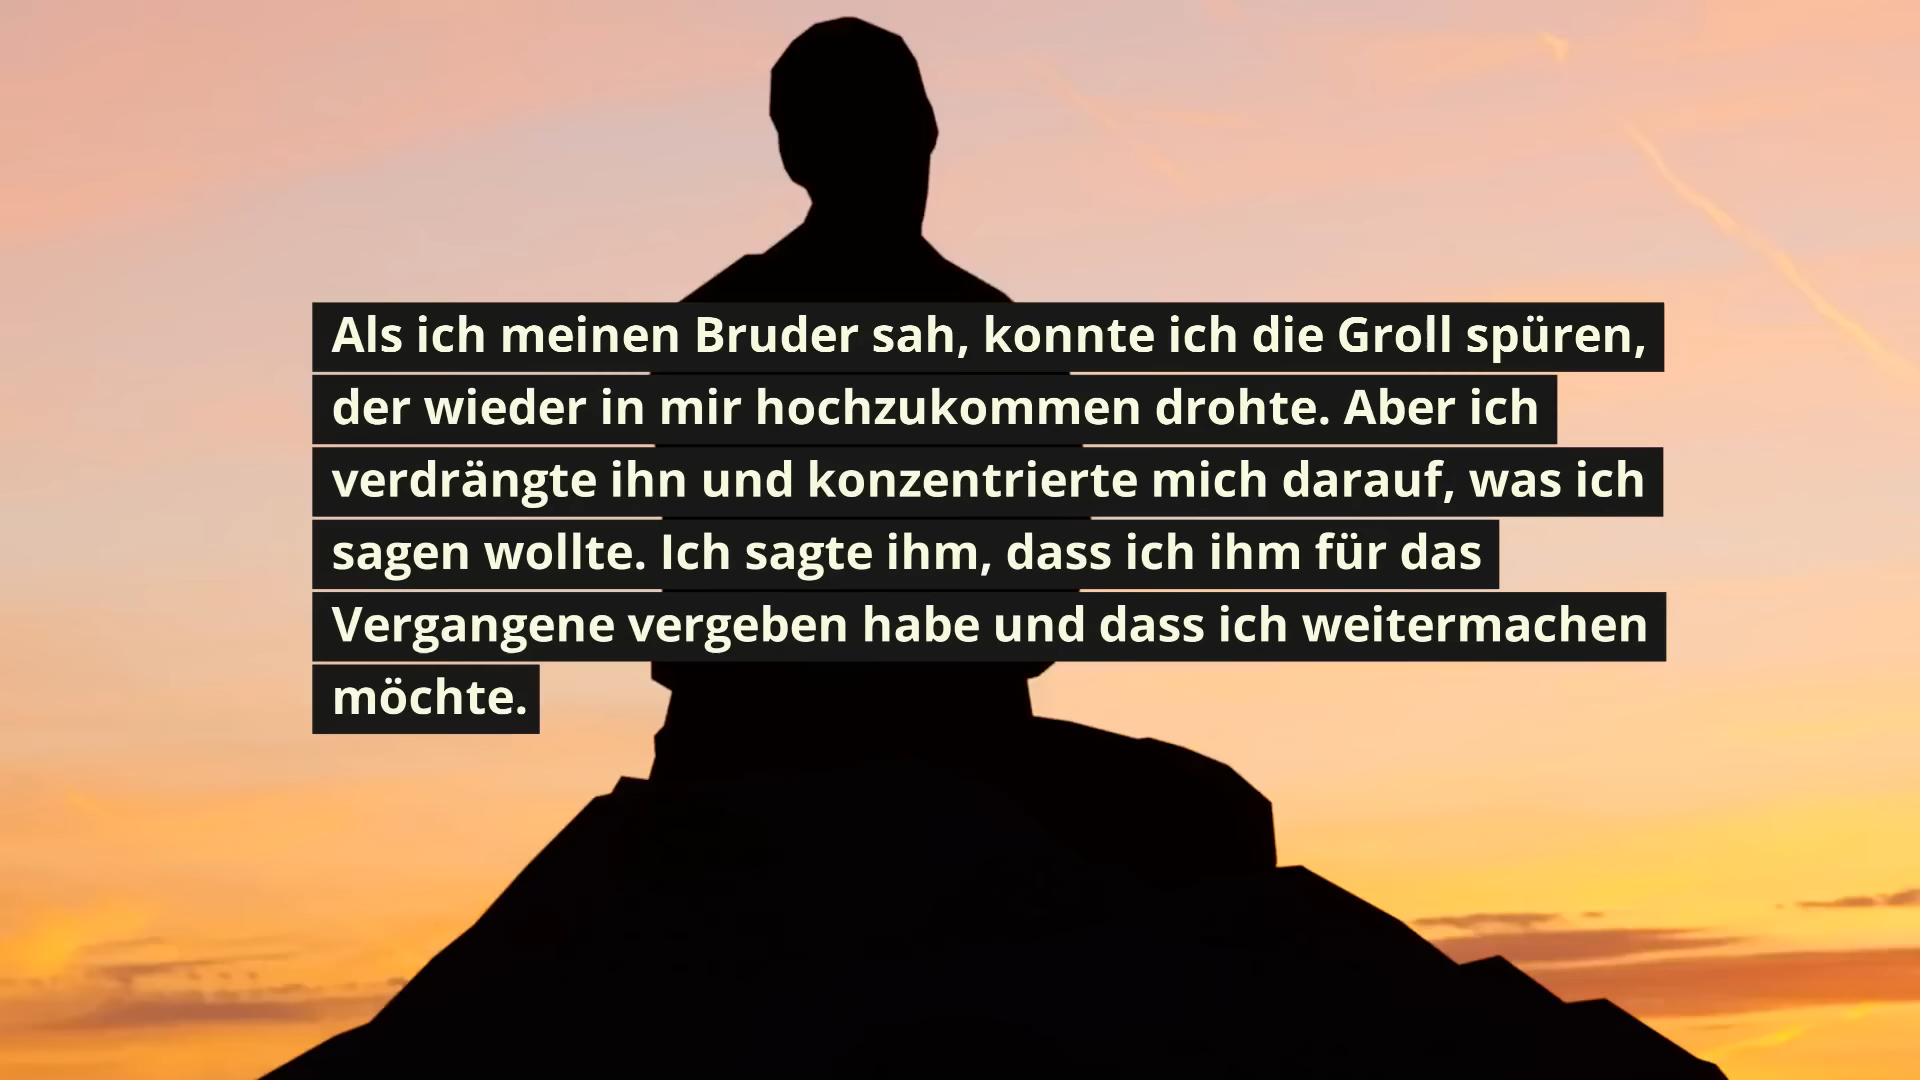 Als ich meinen Bruder sah, konnte ich die Groll spüren,
der wieder in mir hochzukommen drohte. Aber ich
verdrängte ihn und konzentrierte mich darauf, was ich
sagen wollte. Ich sagte ihm, dass ich ihm für das
Vergangene vergeben habe und dass ich weitermachen
möchte.